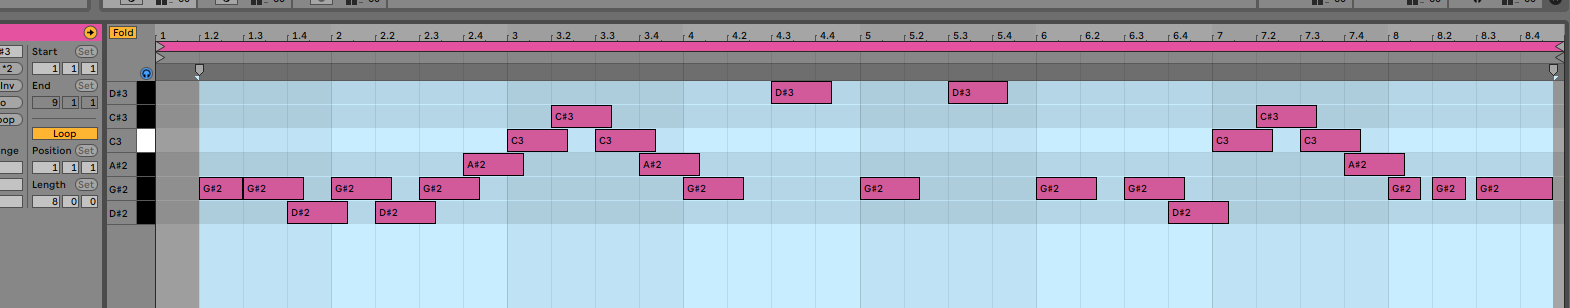 Fold 1 1.2 1.3 1.4 2 2.2 2.3 2.4 3 3.2 3.3 3.4 4 4.2 4.3 4.4 5 5.2 5.3 5.4 6 6.2 6.3 6.4 7 7.2 7.3 7.4 8 8.2 8.3 8.4
#3 Start Set
*2 1 1 1
Inv End Set
o 9 1 1
oop
Loop
nge Position Set
1 1 1
Length Set
8 0 0
D#3 D#3 D#3
C#3 C#3 C#3
C3 C3 C3 C3 C3
A#2 A#2 A#2 A#2
G#2 G#2 G#2 G#2 G#2 G#2 G#2 G#2 G#2 G#2 G#2 G#2
D#2 D#2 D#2 D#2